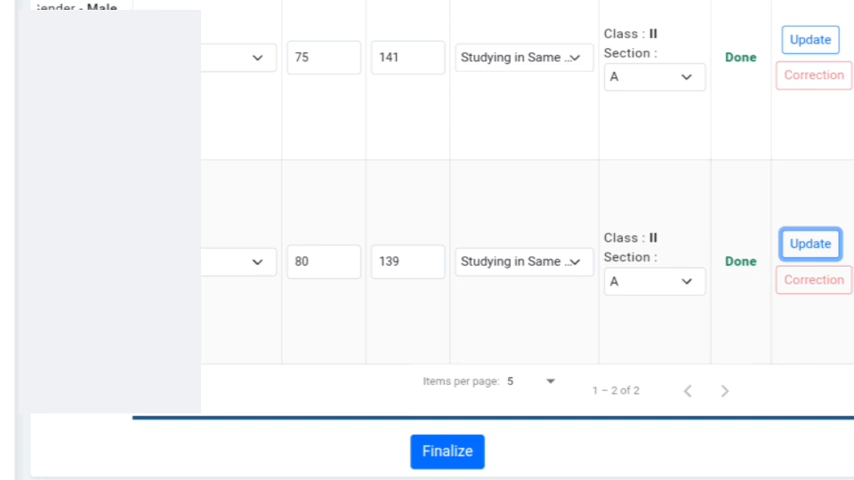 Gender - Male
75
141
Studying in Same ...
Class : II
Section :
A
Done
Update
Correction
80
139
Studying in Same ...
Class : II
Section :
A
Done
Update
Correction
Items per page: 5
1 – 2 of 2
Finalize